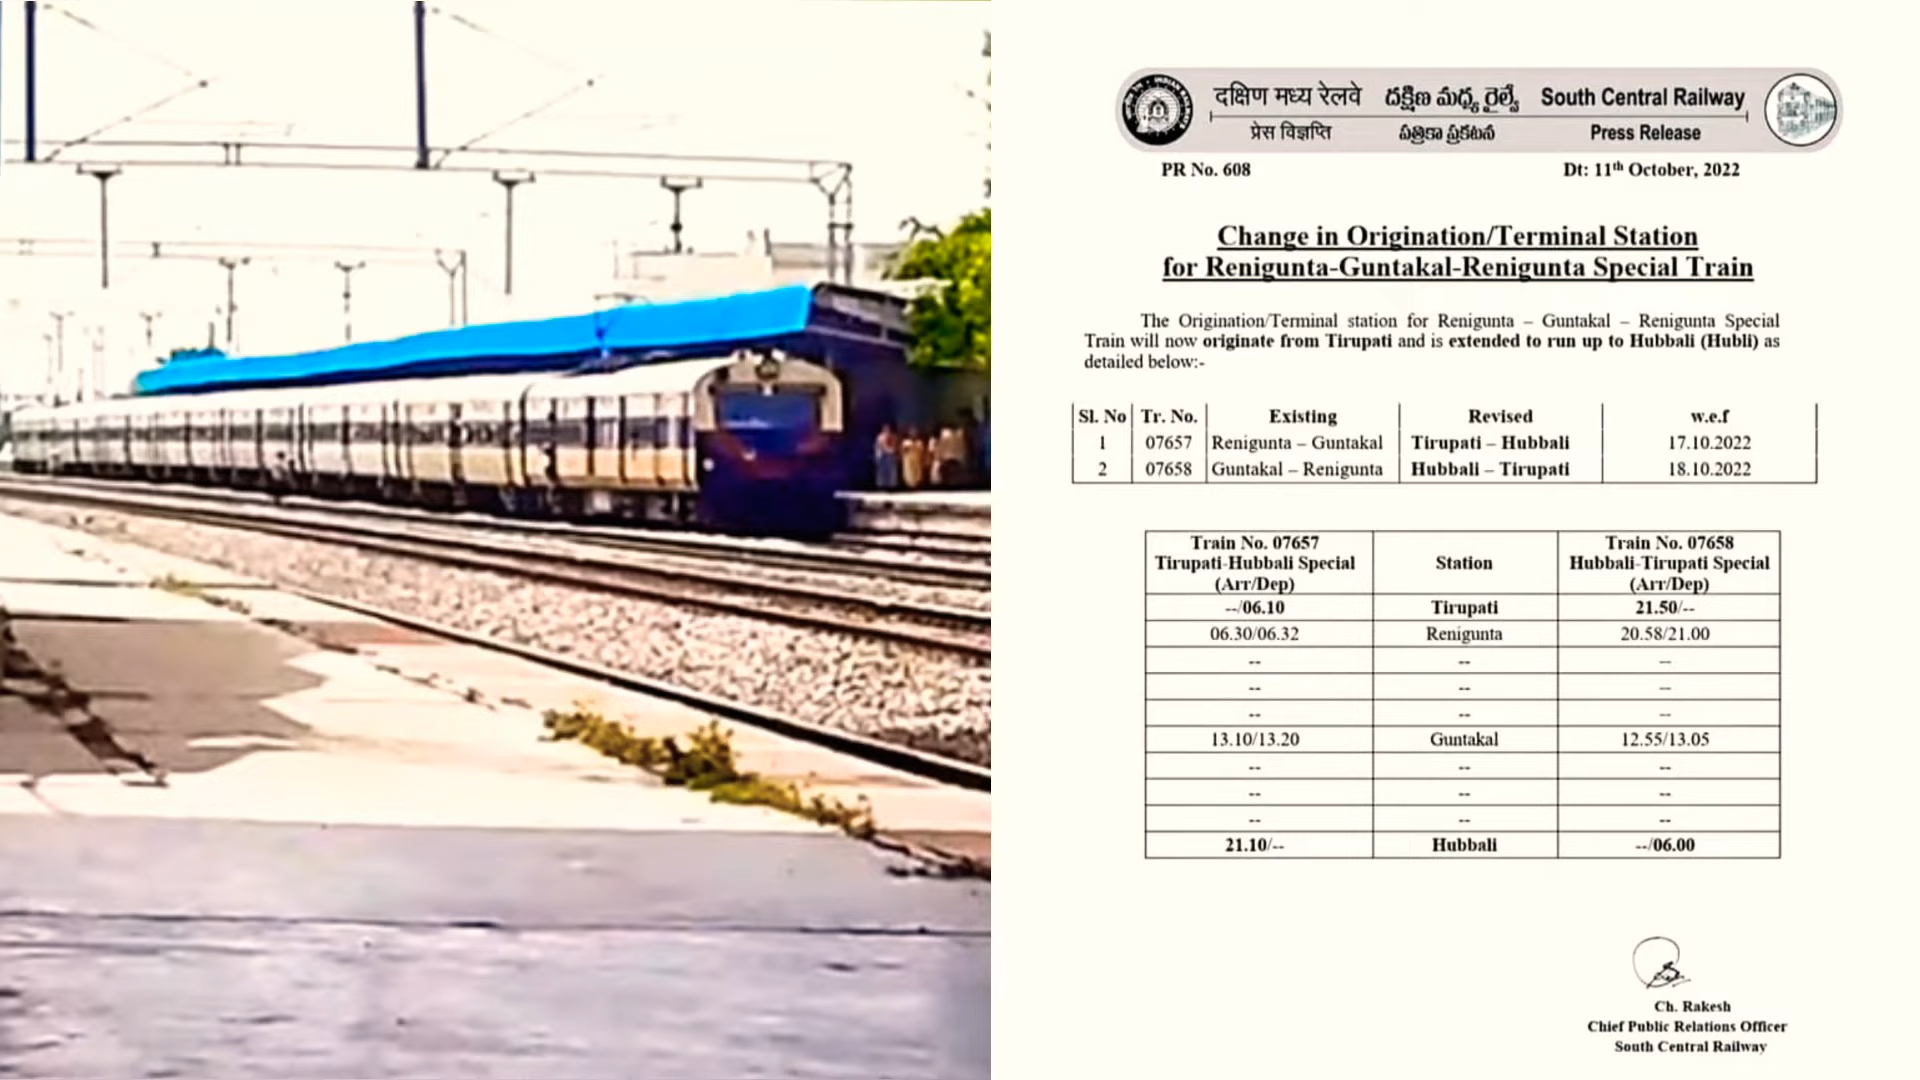 दक्षिण मध्य रेलवे దక్షిణ మధ్య రైల్వే South Central Railway
प्रेस विज्ञप्ति పత్రికా ప్రకటన Press Release
PR No. 608 Dt: 11th October, 2022
Change in Origination/Terminal Station
for Renigunta-Guntakal-Renigunta Special Train
The Origination/Terminal station for Renigunta – Guntakal – Renigunta Special
Train will now originate from Tirupati and is extended to run up to Hubbali (Hubli) as
detailed below:-
Sl. No Tr. No. Existing Revised w.e.f
1 07657 Renigunta – Guntakal Tirupati – Hubbali 17.10.2022
2 07658 Guntakal – Renigunta Hubbali – Tirupati 18.10.2022
Train No. 07657 Train No. 07658
Tirupati-Hubbali Special Station Hubbali-Tirupati Special
(Arr/Dep) (Arr/Dep)
--/06.10 Tirupati 21.50/--
06.30/06.32 Renigunta 20.58/21.00
-- -- --
-- -- --
-- -- --
13.10/13.20 Guntakal 12.55/13.05
-- -- --
-- -- --
-- -- --
21.10/-- Hubbali --/06.00
Ch. Rakesh
Chief Public Relations Officer
South Central Railway